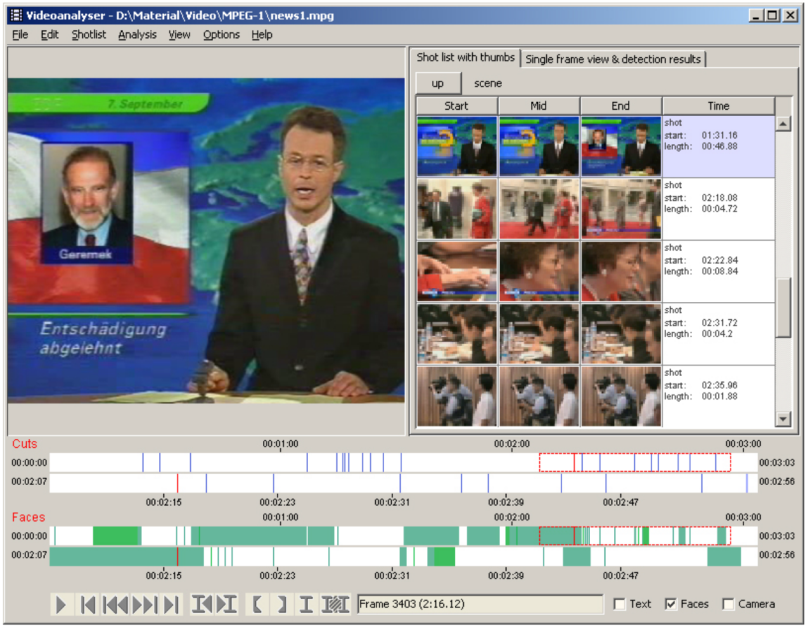 Videoanalyser - D:\Material\Video\MPEG-1\news1.mpg
File Edit Shotlist Analysis View Options Help
Shot list with thumbs Single frame view & detection results
up scene
Start Mid End Time
7. September
Geremek
Entschädigung
abgelehnt
shot
start: 01:31.16
length: 00:46.88
shot
start: 02:18.08
length: 00:04.72
shot
start: 02:22.84
length: 00:08.84
shot
start: 02:31.72
length: 00:04.2
shot
start: 02:35.96
length: 00:01.88
Cuts 00:01:00 00:02:00 00:03:00
00:00:00 00:03:03
00:02:07 00:02:56
00:02:15 00:02:23 00:02:31 00:02:39 00:02:47
Faces 00:01:00 00:02:00 00:03:00
00:00:00 00:03:03
00:02:07 00:02:56
00:02:15 00:02:23 00:02:31 00:02:39 00:02:47
Frame 3403 (2:16.12) Text Faces Camera